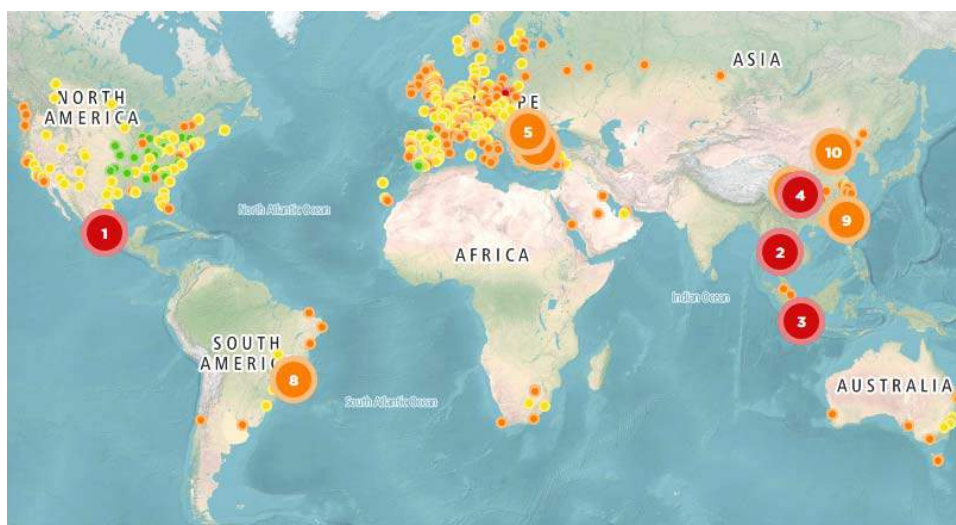 ASIA
NORTH
AMERICA
PE
5
10
4
North Atlantic Ocean
9
1
AFRICA
2
Indian Ocean
3
SOUTH
AMERIC
8
AUSTRALIA
South Atlantic Ocean